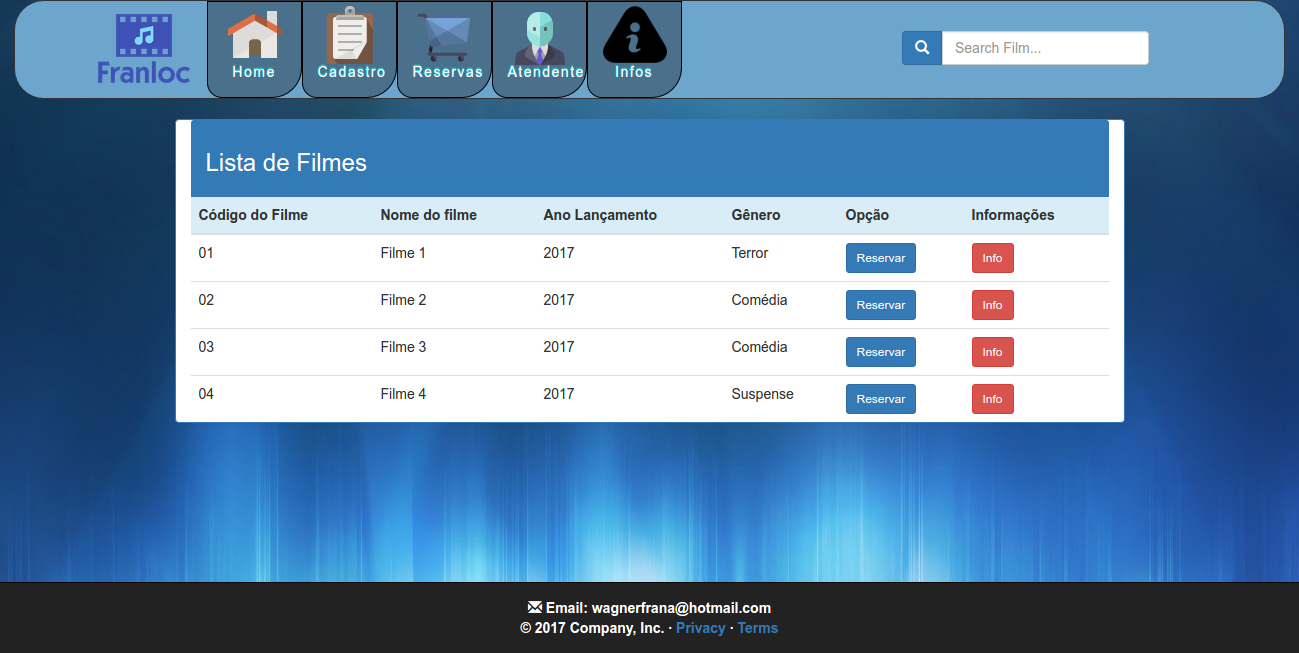 Franloc
Home
Cadastro
Reservas
Atendente
Infos
Search Film...
Lista de Filmes
Código do Filme Nome do filme Ano Lançamento Gênero Opção Informações
01 Filme 1 2017 Terror Reservar Info
02 Filme 2 2017 Comédia Reservar Info
03 Filme 3 2017 Comédia Reservar Info
04 Filme 4 2017 Suspense Reservar Info
Email: wagnerfrana@hotmail.com
© 2017 Company, Inc. · Privacy · Terms